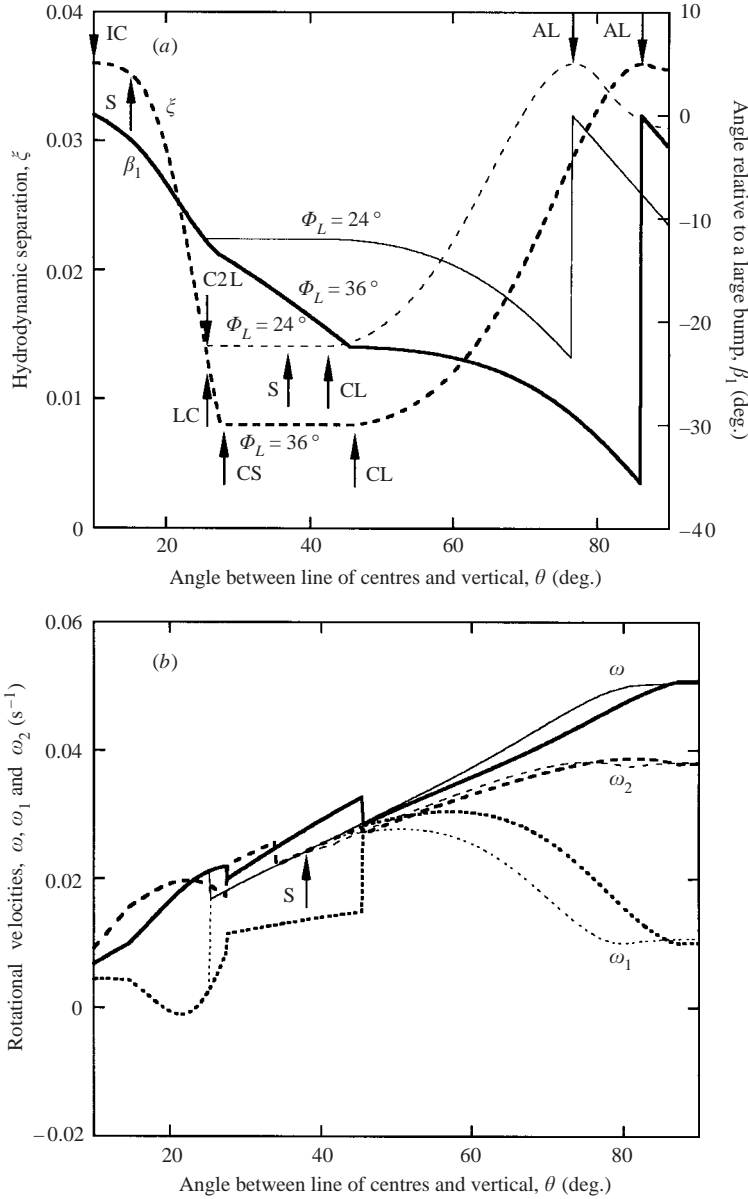 0.04
0.03
0.02
0.01
0
10
0
−10
−20
−30
−40
20
40
60
80
Hydrodynamic separation, ξ
Angle relative to a large bump, β₁ (deg.)
Angle between line of centres and vertical, θ (deg.)
(a)
IC
S
ξ
β₁
AL
AL
Φ_L = 24°
C2L
Φ_L = 36°
Φ_L = 24°
S
CL
LC
Φ_L = 36°
CS
CL
0.06
0.04
0.02
0
−0.02
20
40
60
80
Rotational velocities, ω, ω₁ and ω₂ (s⁻¹)
Angle between line of centres and vertical, θ (deg.)
(b)
ω
ω₂
S
ω₁